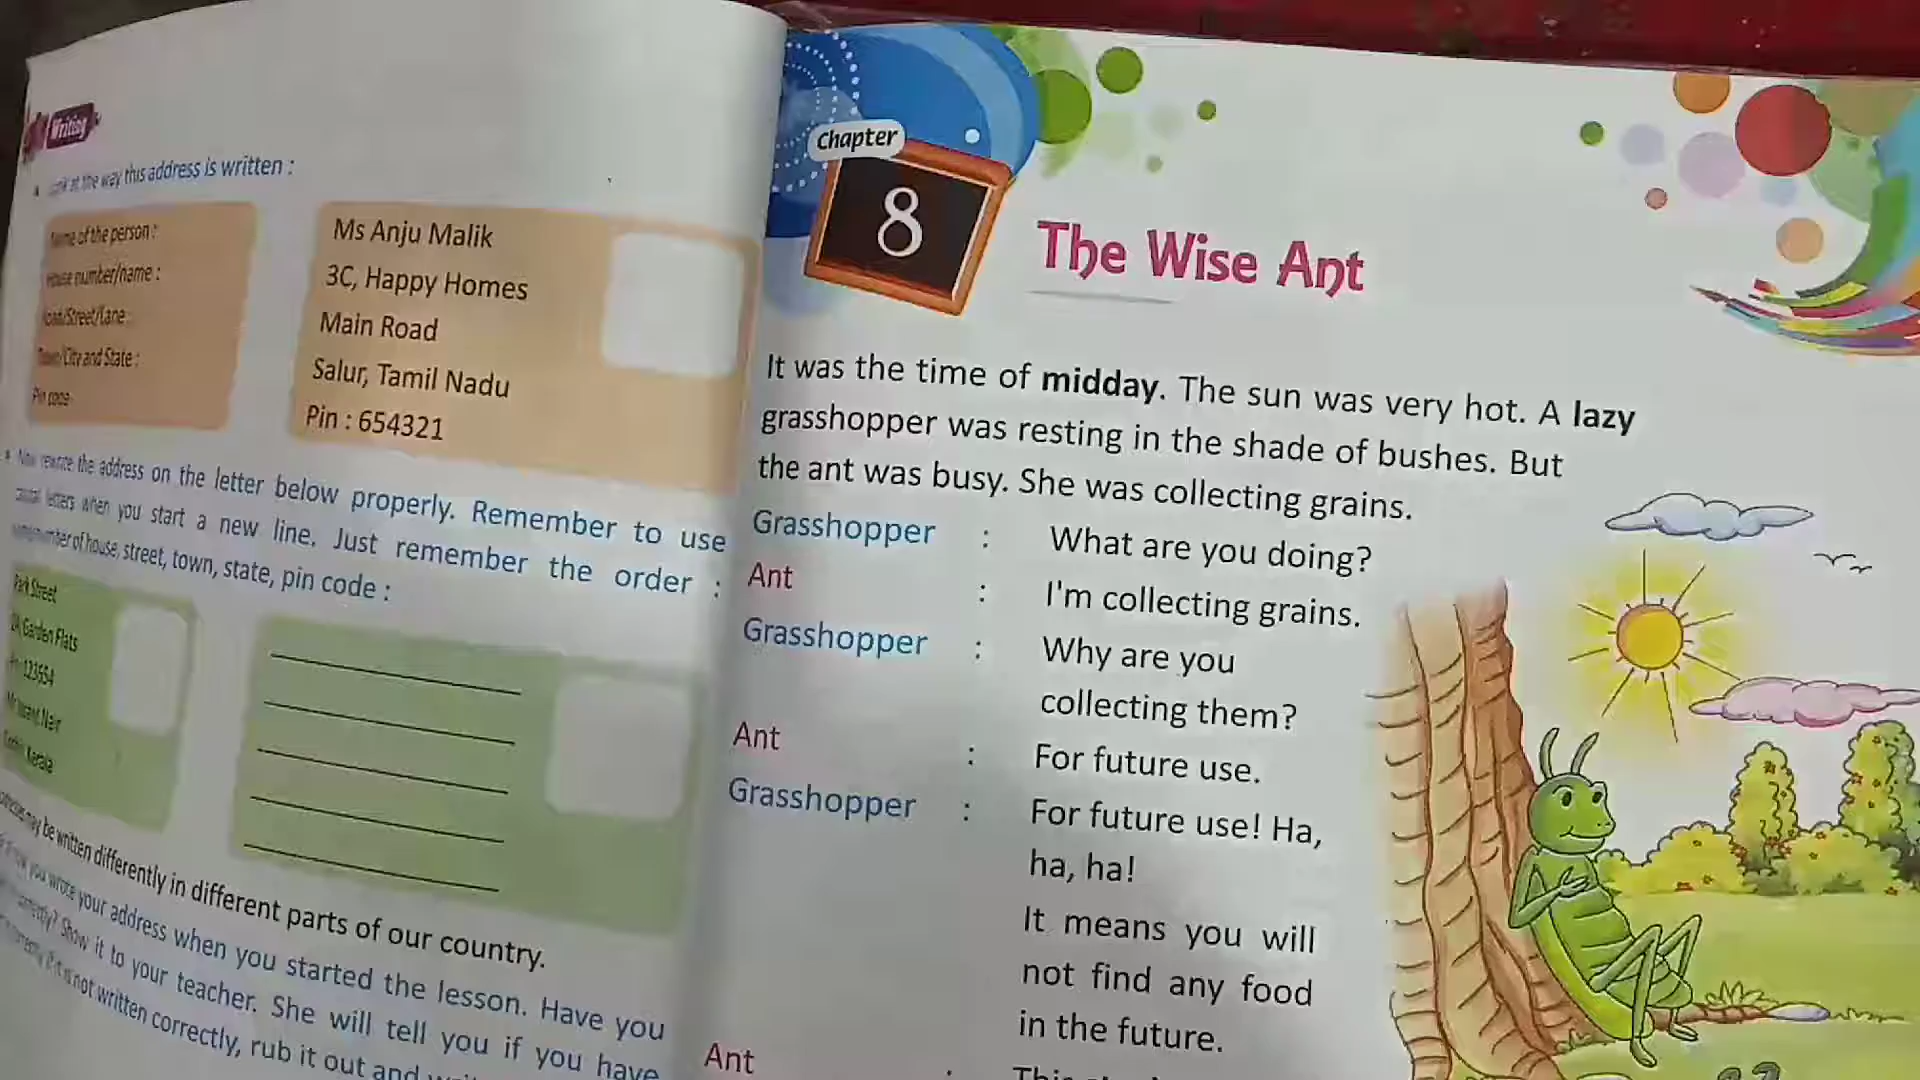 Writing
at the way this address is written :
Name of the person :
House number/name :
Road/Street/Lane :
Town/City and State :
Pin code
Ms Anju Malik
3C, Happy Homes
Main Road
Salur, Tamil Nadu
Pin : 654321
Now rewrite the address on the letter below properly. Remember to use
capital letters when you start a new line. Just remember the order :
of house, street, town, state, pin code :
Park Street
Garden Flats
123654
Nair
Kerala
may be written differently in different parts of our country.
you wrote your address when you started the lesson. Have you
correctly? Show it to your teacher. She will tell you if you have
it is not written correctly, rub it out and
Chapter
8
The Wise Ant
It was the time of midday. The sun was very hot. A lazy
grasshopper was resting in the shade of bushes. But
the ant was busy. She was collecting grains.
Grasshopper : What are you doing?
Ant : I'm collecting grains.
Grasshopper : Why are you
collecting them?
Ant : For future use.
Grasshopper : For future use! Ha,
ha, ha!
It means you will
not find any food
in the future.
Ant :